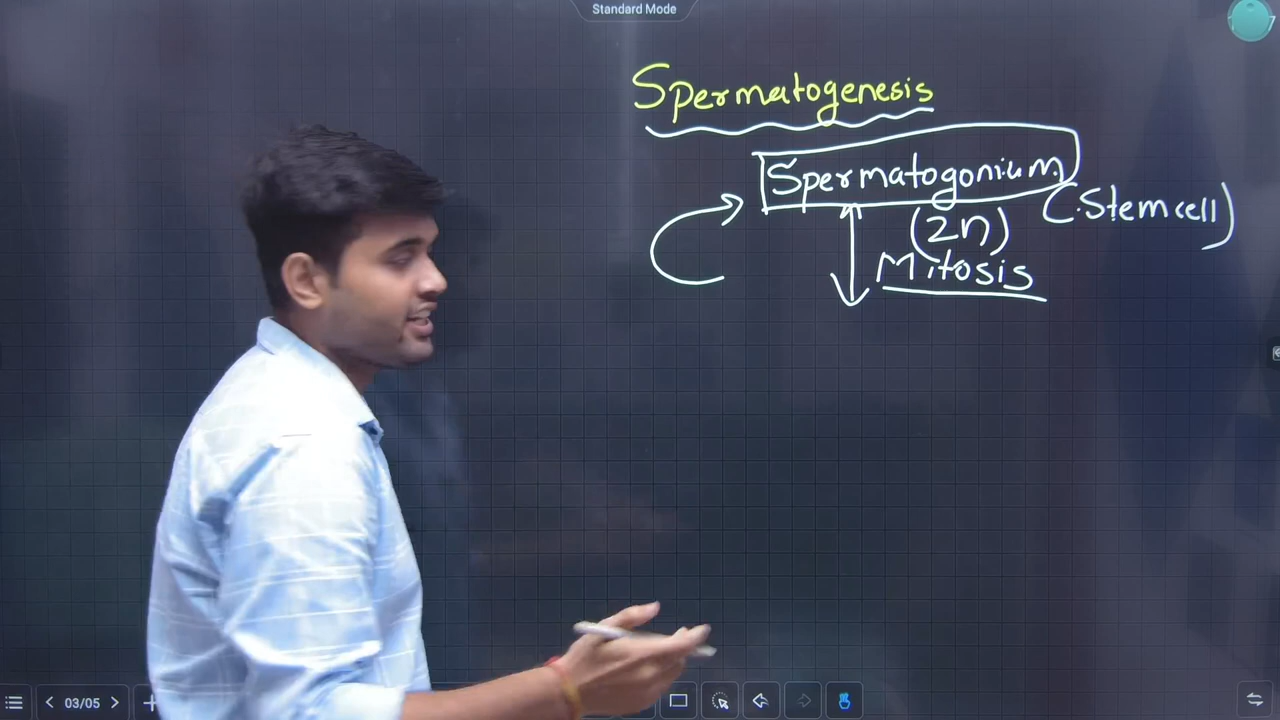 Standard Mode
Spermatogenesis
Spermatogonium
(Stem cell)
(2n)
Mitosis
03/05